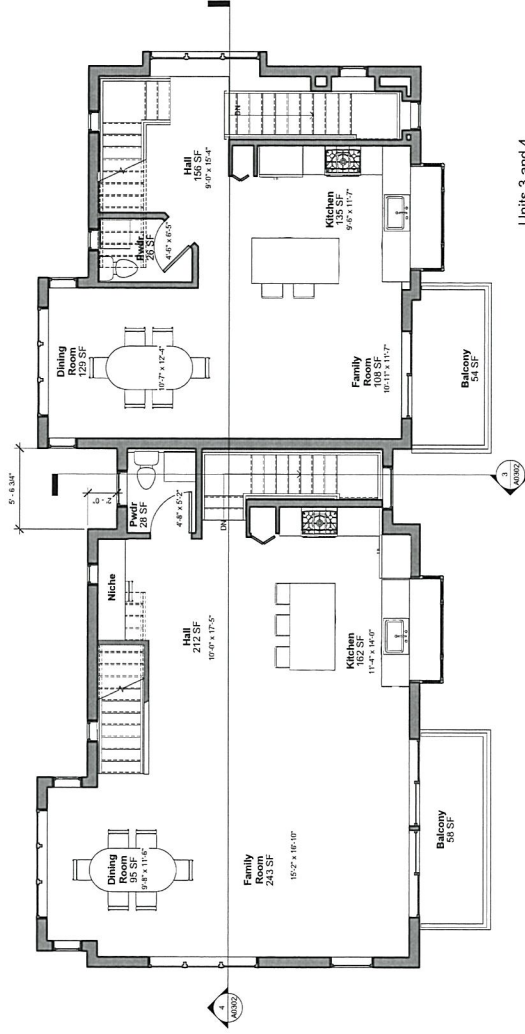 5' - 6 3/4"
2' - 0"
Dining
Room
95 SF
9'-8" x 11'-6"
Family
Room
243 SF
15'-2" x 16'-10"
Niche
Hall
212 SF
10'-0" x 17'-5"
Kitchen
162 SF
11'-4" x 14'-0"
Pwdr
28 SF
4'-8" x 5'-2"
DN
Balcony
58 SF
Dining
Room
129 SF
10'-7" x 12'-4"
Family
Room
108 SF
10'-11" x 11'-7"
Pwdr.
26 SF
4'-6" x 6'-5"
Hall
156 SF
9'-0" x 15'-4"
DN
Kitchen
135 SF
9'-6" x 11'-7"
Balcony
54 SF
3
A0302
4
A0302
Units 3 and 4